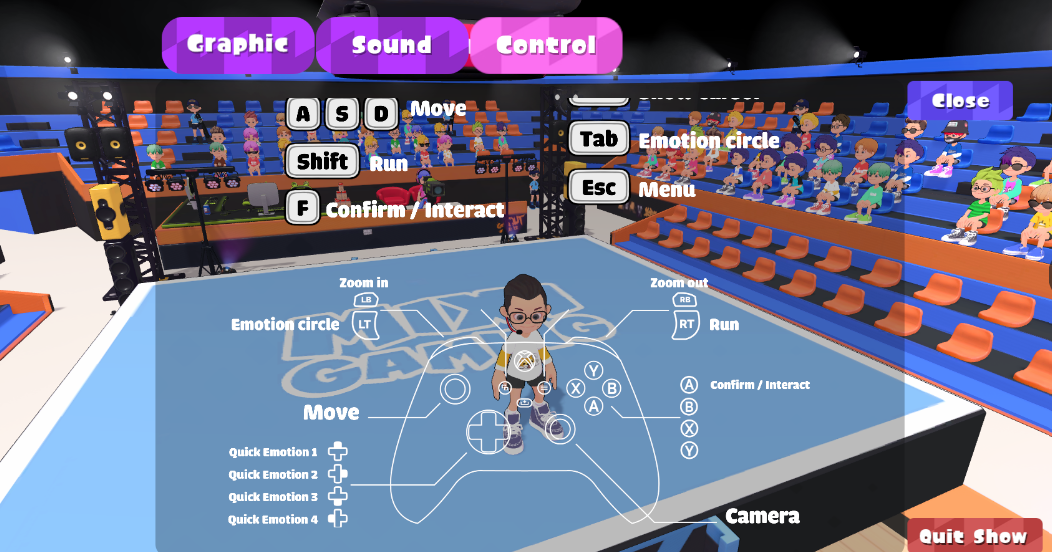 Graphic
Sound
Control
Close
A S D Move
Shift Run
F Confirm / Interact
Tab Emotion circle
Esc Menu
Zoom in
LB
Emotion circle LT
Zoom out
RB
RT Run
MIXY
GAMING
Y
X B
A
Move
A Confirm / Interact
B
X
Y
Quick Emotion 1
Quick Emotion 2
Quick Emotion 3
Quick Emotion 4
Camera
Quit Show